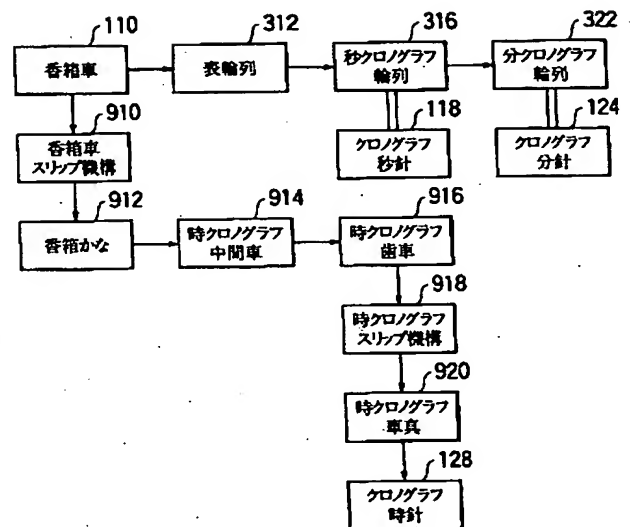 110
312
316
322
香箱車
表輪列
秒クロノグラフ
輪列
分クロノグラフ
輪列
910
118
124
香箱車
スリップ機構
クロノグラフ
秒針
クロノグラフ
分針
912
914
916
香箱かな
時クロノグラフ
中間車
時クロノグラフ
歯車
918
時クロノグラフ
スリップ機構
920
時クロノグラフ
車真
128
クロノグラフ
時針